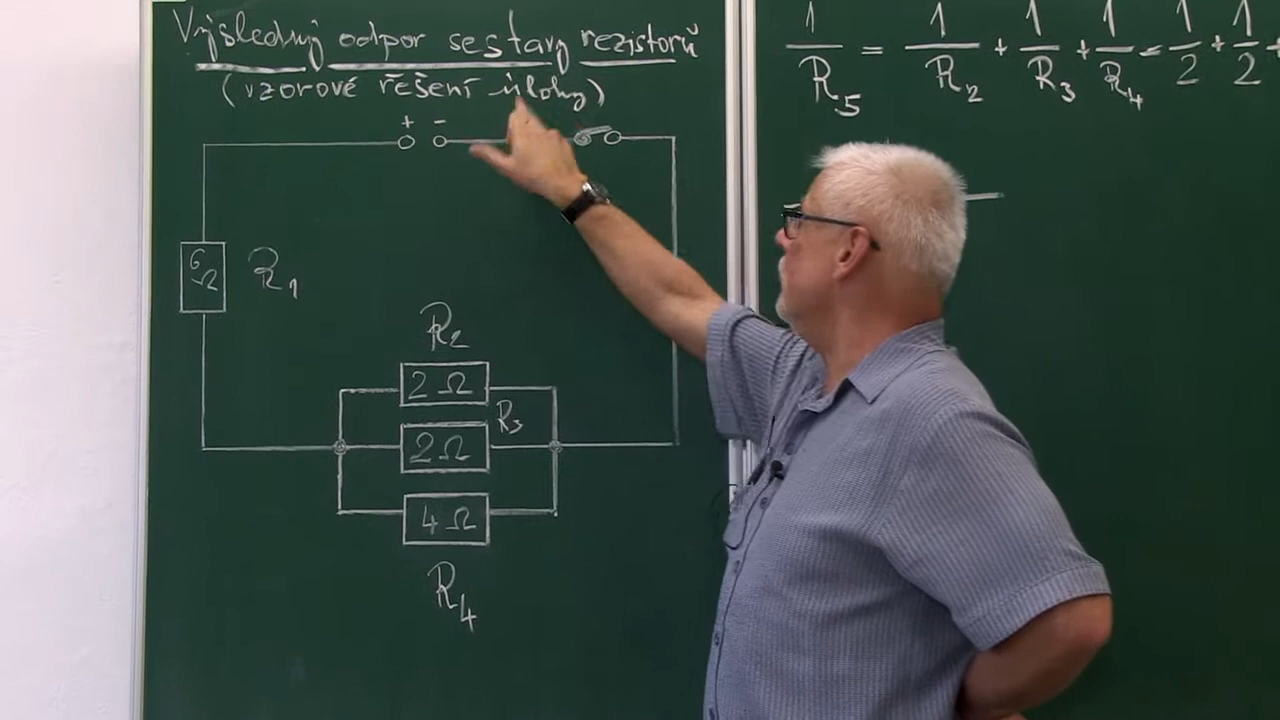 Výsledný odpor sestavy rezistorů
(vzorové řešení úlohy)
+ -
6 Ω R1
R2
2 Ω
R3
2 Ω
4 Ω
R4
1/R5 = 1/R2 + 1/R3 + 1/R4 = 1/2 + 1/2 +